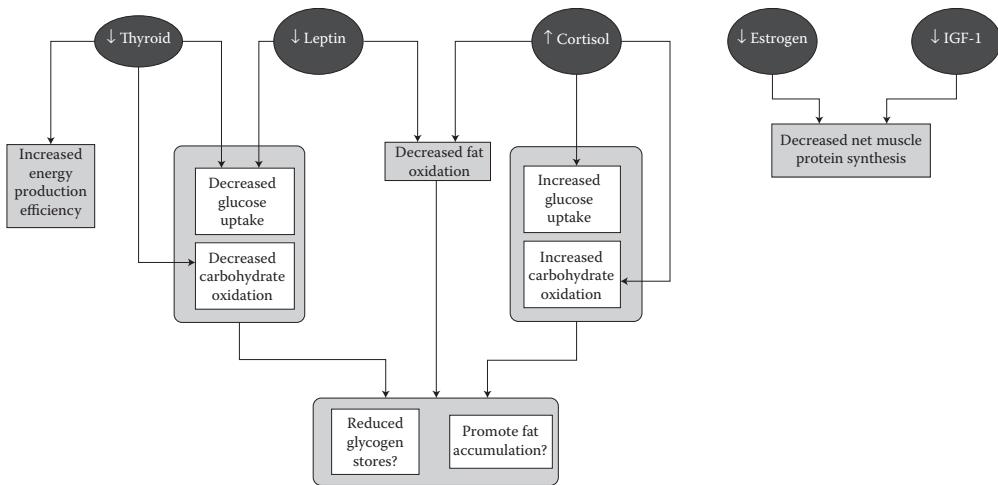 ↓ Thyroid
↓ Leptin
↑ Cortisol
↓ Estrogen
↓ IGF-1
Increased
energy
production
efficiency
Decreased
glucose
uptake
Decreased
carbohydrate
oxidation
Decreased fat
oxidation
Increased
glucose
uptake
Increased
carbohydrate
oxidation
Decreased net muscle
protein synthesis
Reduced
glycogen
stores?
Promote fat
accumulation?